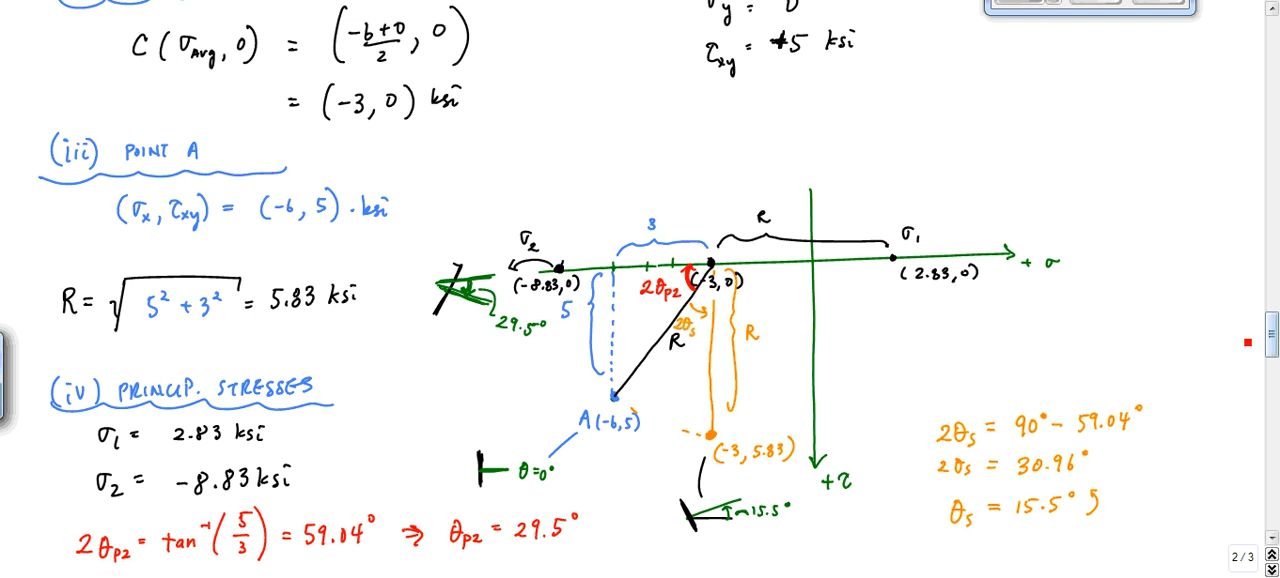 σy = 0
C(σAvg, 0) = (-6+0/2, 0)
τxy = +5 ksi
= (-3, 0) ksi
(iii) POINT A
(σx, τxy) = (-6, 5) . ksi
R = √5² + 3² = 5.83 ksi
(iv) PRINCIP. STRESSES
σ1 = 2.83 ksi
σ2 = -8.83 ksi
2θp2 = tan⁻¹(5/3) = 59.04° ⇒ θp2 = 29.5°
3
R
σ2
σ1
+σ
(-8.83, 0)
(-3, 0)
(2.83, 0)
2θp2
29.5°
5
2θs
R
R
A(-6, 5)
(-3, 5.83)
θ=0°
+τ
15.5°
2θs = 90° - 59.04°
2θs = 30.96°
θs = 15.5° ↺
2/3